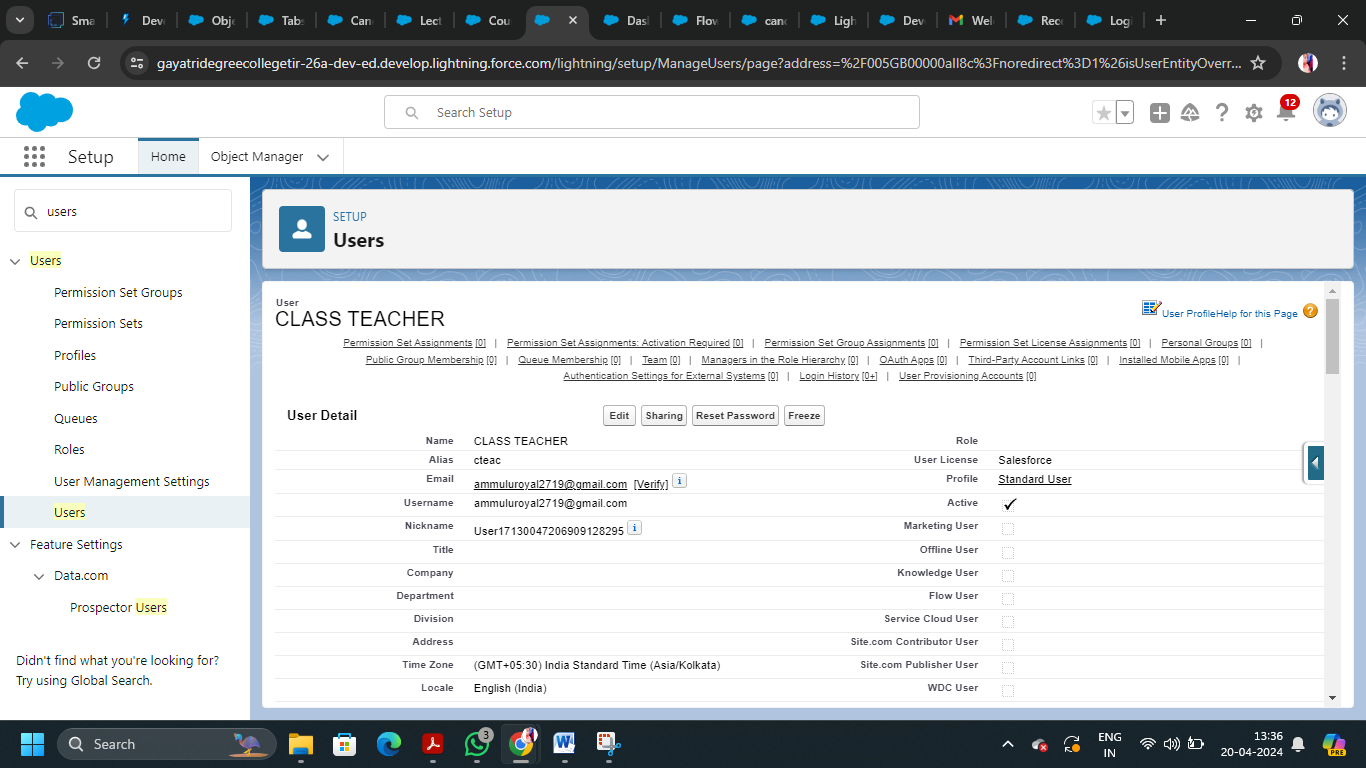 Sma
Deve
Obje
Tabs
Can
Lect
Cou
Das
Flow
canc
Ligh
Deve
Wel
Rec
Logi
gayatridegreecollegetir-26a-dev-ed.develop.lightning.force.com/lightning/setup/ManageUsers/page?address=%2F005GB00000aIl8c%3Fnoredirect%3D1%26isUserEntityOverr...
Search Setup
12
Setup
Home
Object Manager
users
Users
Permission Set Groups
Permission Sets
Profiles
Public Groups
Queues
Roles
User Management Settings
Users
Feature Settings
Data.com
Prospector Users
Didn't find what you're looking for?
Try using Global Search.
SETUP
Users
User
CLASS TEACHER
User Profile Help for this Page ?
Permission Set Assignments [0] | Permission Set Assignments: Activation Required [0] | Permission Set Group Assignments [0] | Permission Set License Assignments [0] | Personal Groups [0] |
Public Group Membership [0] | Queue Membership [0] | Team [0] | Managers in the Role Hierarchy [0] | OAuth Apps [0] | Third-Party Account Links [0] | Installed Mobile Apps [0] |
Authentication Settings for External Systems [0] | Login History [0+] | User Provisioning Accounts [0]
User Detail
Edit
Sharing
Reset Password
Freeze
Name CLASS TEACHER Role
Alias cteac User License Salesforce
Email ammuluroyal2719@gmail.com [Verify] i Profile Standard User
Username ammuluroyal2719@gmail.com Active
Nickname User17130047206909128295 i Marketing User
Title Offline User
Company Knowledge User
Department Flow User
Division Service Cloud User
Address Site.com Contributor User
Time Zone (GMT+05:30) India Standard Time (Asia/Kolkata) Site.com Publisher User
Locale English (India) WDC User
Search
3
ENG
IN
13:36
20-04-2024
PRE